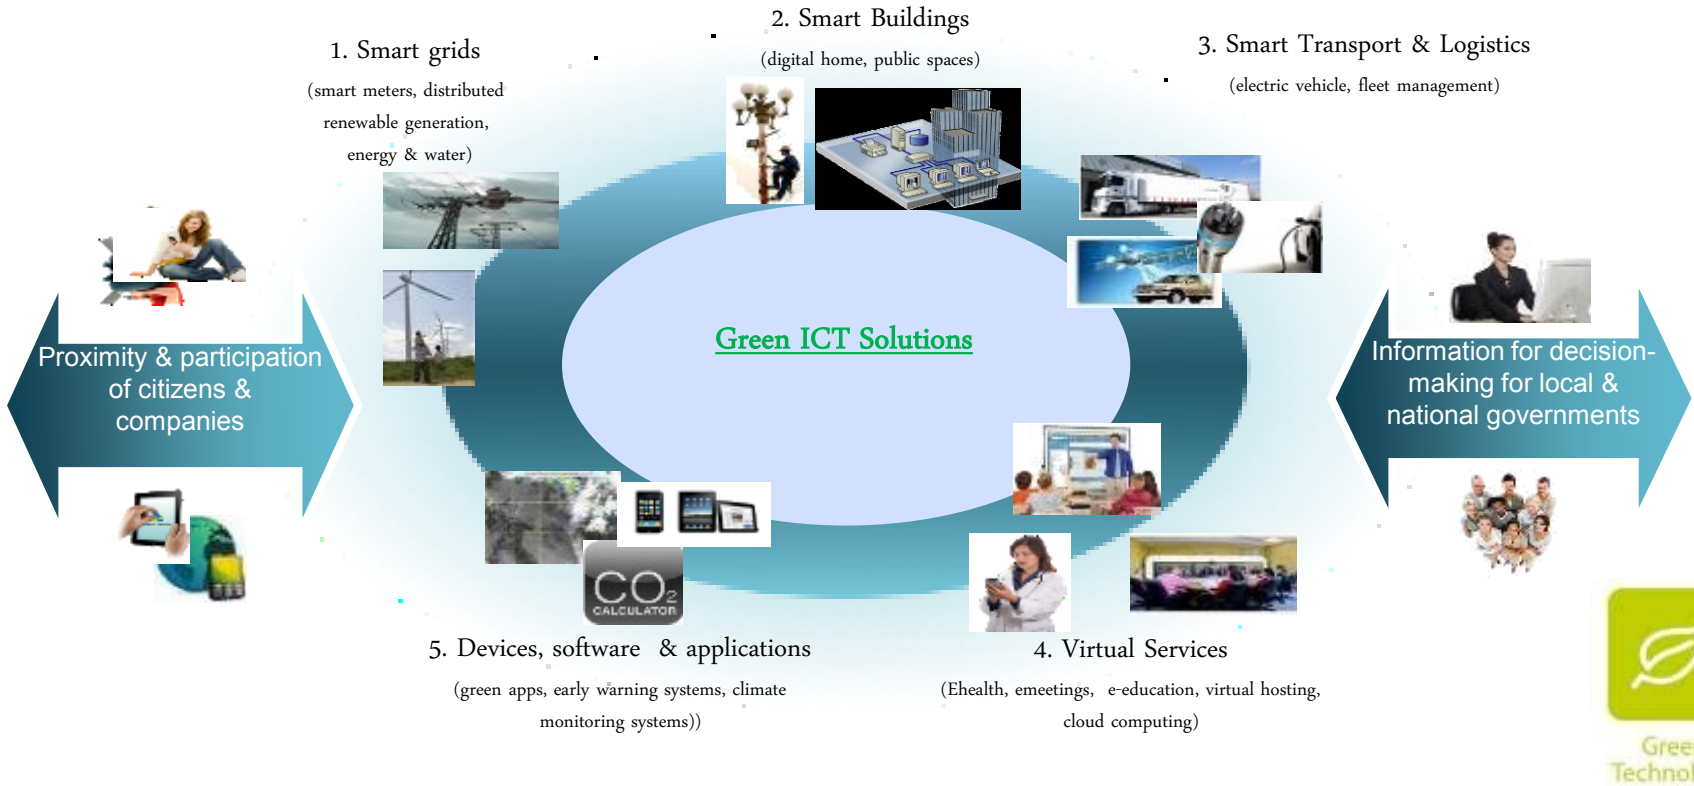 2. Smart Buildings
(digital home, public spaces)
1. Smart grids
(smart meters, distributed
renewable generation,
energy & water)
3. Smart Transport & Logistics
(electric vehicle, fleet management)
Green ICT Solutions
Proximity & participation
of citizens &
companies
Information for decision-
making for local &
national governments
CO2
CALCULATOR
5. Devices, software & applications
(green apps, early warning systems, climate
monitoring systems))
4. Virtual Services
(Ehealth, emeetings, e-education, virtual hosting,
cloud computing)
Gree
Technol